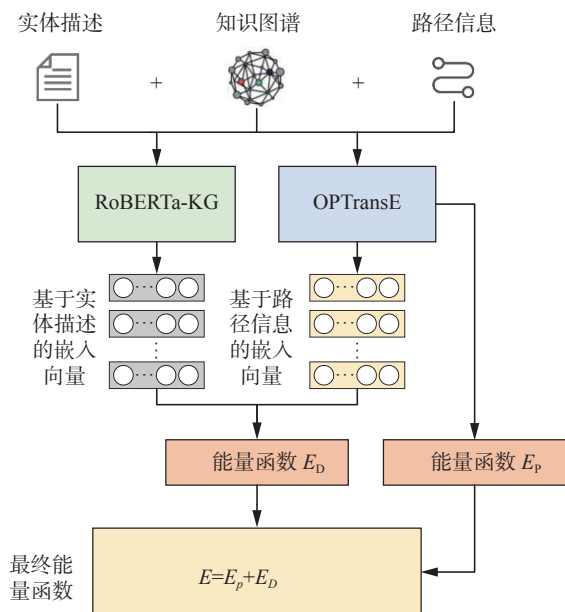 实体描述
知识图谱
路径信息
+
+
RoBERTa-KG
OPTransE
基于实
体描述
的嵌入
向量
基于路
径信息
的嵌入
向量
能量函数 E_D
能量函数 E_P
最终能
量函数
E=E_p+E_D